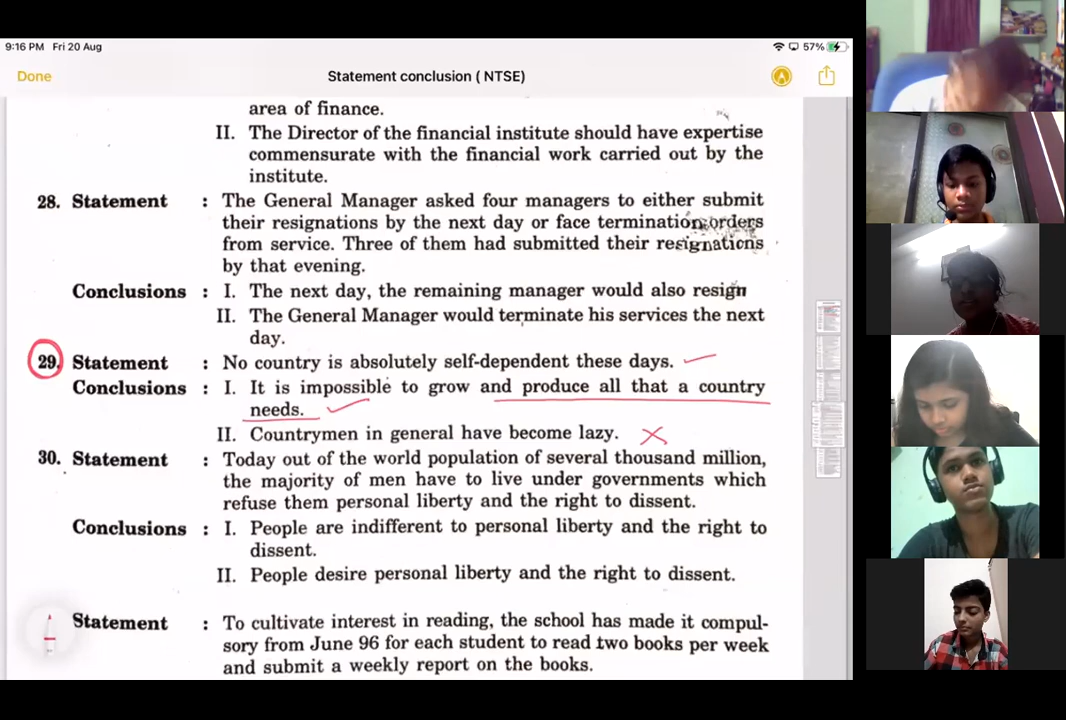 9:16 PM Fri 20 Aug
57%
Done
Statement conclusion ( NTSE)
area of finance.
II. The Director of the financial institute should have expertise
commensurate with the financial work carried out by the
institute.
28. Statement : The General Manager asked four managers to either submit
their resignations by the next day or face termination orders
from service. Three of them had submitted their resignations
by that evening.
Conclusions : I. The next day, the remaining manager would also resign
II. The General Manager would terminate his services the next
day.
29. Statement : No country is absolutely self-dependent these days.
Conclusions : I. It is impossible to grow and produce all that a country
needs.
II. Countrymen in general have become lazy.
30. Statement : Today out of the world population of several thousand million,
the majority of men have to live under governments which
refuse them personal liberty and the right to dissent.
Conclusions : I. People are indifferent to personal liberty and the right to
dissent.
II. People desire personal liberty and the right to dissent.
Statement : To cultivate interest in reading, the school has made it compul-
sory from June 96 for each student to read two books per week
and submit a weekly report on the books.